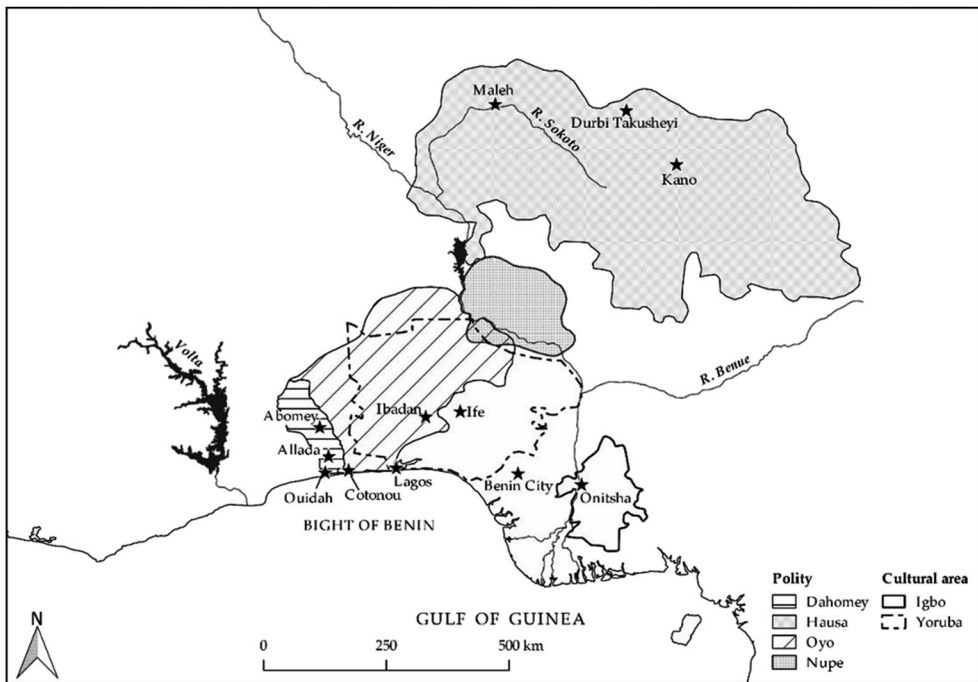 Maleh
Durbi Takusheyi
R. Sokoto
R. Niger
Kano
Volta
R. Benue
Abomey
Ibadan
Ife
Allada
Lagos
Ouidah
Cotonou
Benin City
Onitsha
BIGHT OF BENIN
GULF OF GUINEA
N
0
250
500 km
Polity
Dahomey
Hausa
Oyo
Nupe
Cultural area
Igbo
Yoruba